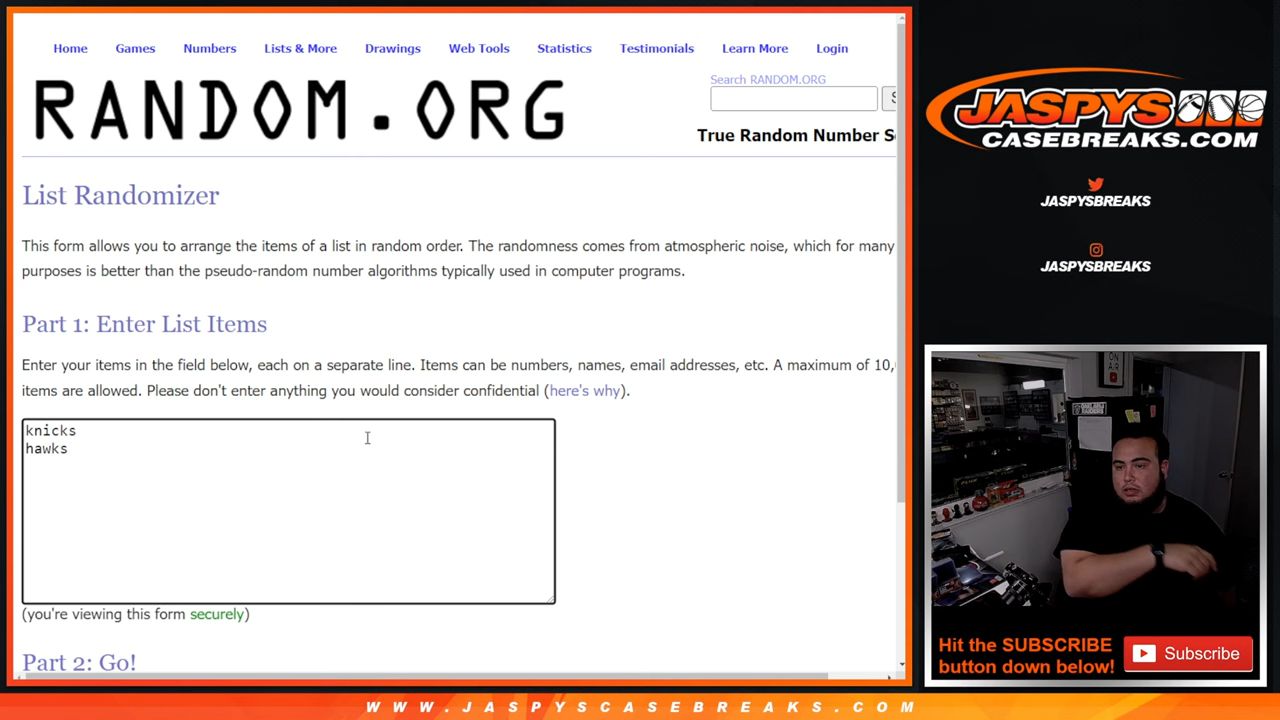 Home Games Numbers Lists & More Drawings Web Tools Statistics Testimonials Learn More Login
RANDOM.ORG
Search RANDOM.ORG
True Random Number S
List Randomizer
This form allows you to arrange the items of a list in random order. The randomness comes from atmospheric noise, which for many
purposes is better than the pseudo-random number algorithms typically used in computer programs.
Part 1: Enter List Items
Enter your items in the field below, each on a separate line. Items can be numbers, names, email addresses, etc. A maximum of 10,
items are allowed. Please don't enter anything you would consider confidential (here's why).
knicks
hawks
(you're viewing this form securely)
Part 2: Go!
JASPYS
CASEBREAKS.COM
JASPYSBREAKS
JASPYSBREAKS
ON
AIR
Hit the SUBSCRIBE
button down below!
Subscribe
WWW.JASPYSCASEBREAKS.COM